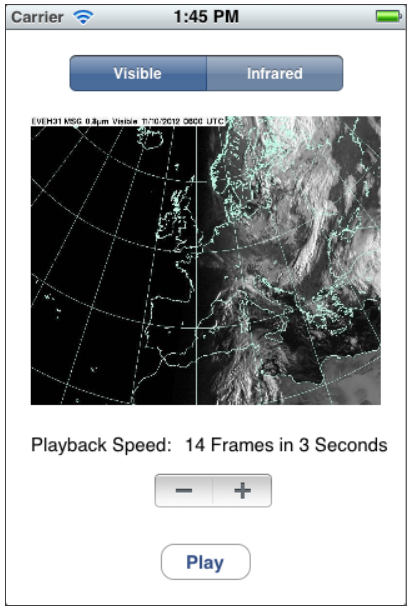 Carrier 1:45 PM
Visible Infrared
EVEH31 MSG 0.8µm Visible 11/10/2012 0800 UTC
Playback Speed: 14 Frames in 3 Seconds
− +
Play